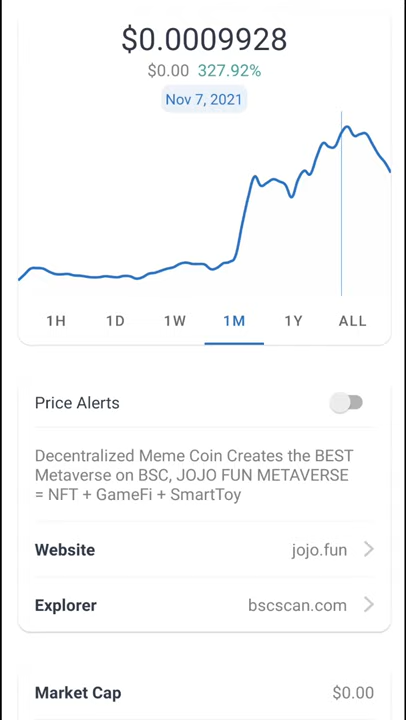 $0.0009928
$0.00 327.92%
Nov 7, 2021
1H 1D 1W 1M 1Y ALL
Price Alerts
Decentralized Meme Coin Creates the BEST
Metaverse on BSC, JOJO FUN METAVERSE
= NFT + GameFi + SmartToy
Website jojo.fun
Explorer bscscan.com
Market Cap $0.00